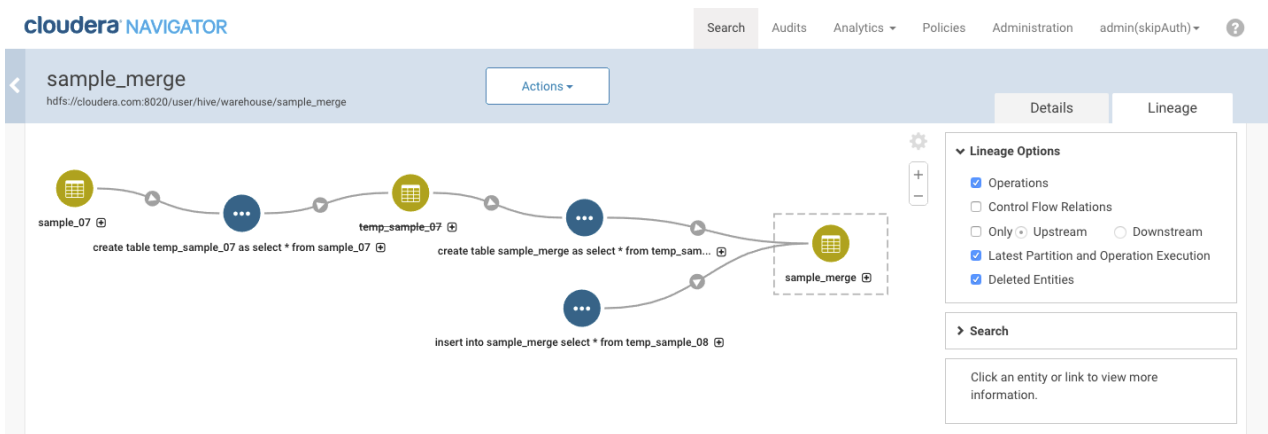 cloudera NAVIGATOR
Search Audits Analytics Policies Administration admin(skipAuth) ?
sample_merge
hdfs://cloudera.com:8020/user/hive/warehouse/sample_merge
Actions
Details Lineage
Lineage Options
Operations
Control Flow Relations
Only Upstream Downstream
Latest Partition and Operation Execution
Deleted Entities
Search
Click an entity or link to view more
information.
sample_07
create table temp_sample_07 as select * from sample_07
temp_sample_07
create table sample_merge as select * from temp_sam...
sample_merge
insert into sample_merge select * from temp_sample_08